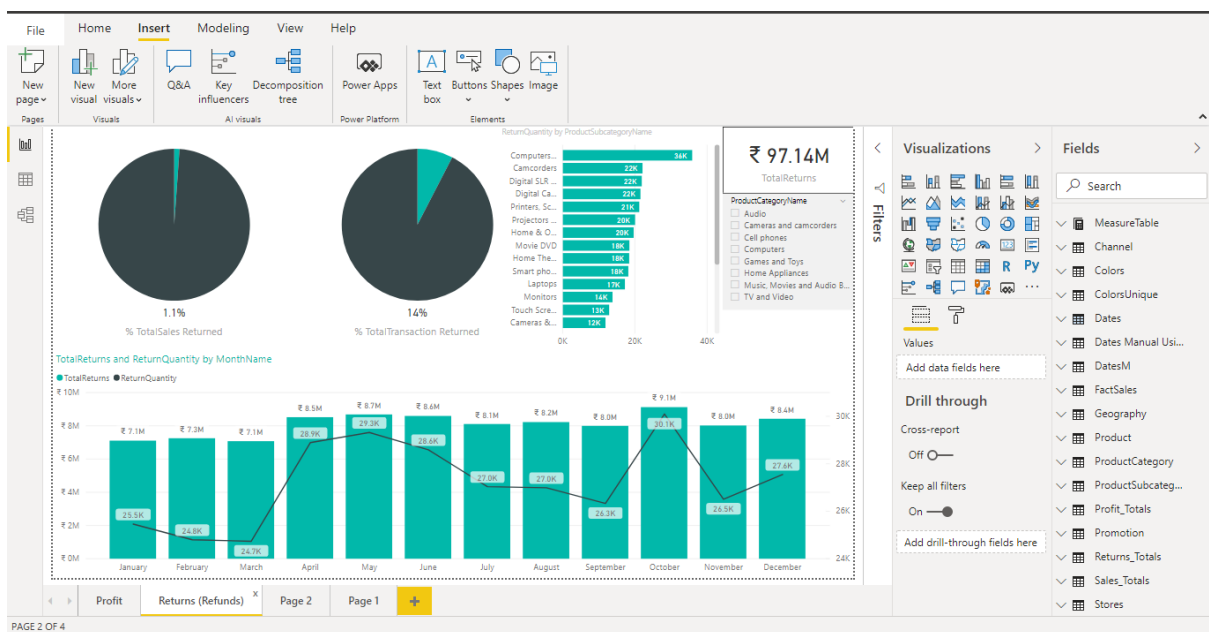 File Home Insert Modeling View Help
New page
New visual
More visuals
Q&A
Key influencers
Decomposition tree
Power Apps
Text box
Buttons
Shapes
Image
Pages
Visuals
AI visuals
Power Platform
Elements
1.1%
% TotalSales Returned
14%
% TotalTransaction Returned
ReturnQuantity by ProductSubcategoryName
Computers... 36K
Camcorders 22K
Digital SLR ... 22K
Digital Ca... 22K
Printers, Sc... 21K
Projectors ... 20K
Home & O... 20K
Movie DVD 18K
Home The... 18K
Smart pho... 18K
Laptops 17K
Monitors 14K
Touch Scre... 13K
Cameras &... 12K
0K 20K 40K
₹ 97.14M
TotalReturns
ProductCategoryName
Audio
Cameras and camcorders
Cell phones
Computers
Games and Toys
Home Appliances
Music, Movies and Audio B...
TV and Video
TotalReturns and ReturnQuantity by MonthName
TotalReturns ReturnQuantity
₹ 10M
₹ 8M
₹ 6M
₹ 4M
₹ 2M
₹ 0M
₹ 7.1M ₹ 7.3M ₹ 7.1M ₹ 8.5M ₹ 8.7M ₹ 8.6M ₹ 8.1M ₹ 8.2M ₹ 8.0M ₹ 9.1M ₹ 8.0M ₹ 8.4M
25.5K 24.8K 24.7K 28.9K 29.3K 28.6K 27.0K 27.0K 26.3K 30.1K 26.5K 27.6K
30K
28K
26K
24K
January February March April May June July August September October November December
Filters
Visualizations
R Py
Values
Add data fields here
Drill through
Cross-report
Off
Keep all filters
On
Add drill-through fields here
Fields
Search
MeasureTable
Channel
Colors
ColorsUnique
Dates
Dates Manual Usi...
DatesM
FactSales
Geography
Product
ProductCategory
ProductSubcateg...
Profit_Totals
Promotion
Returns_Totals
Sales_Totals
Stores
Profit
Returns (Refunds) x
Page 2
Page 1
+
PAGE 2 OF 4